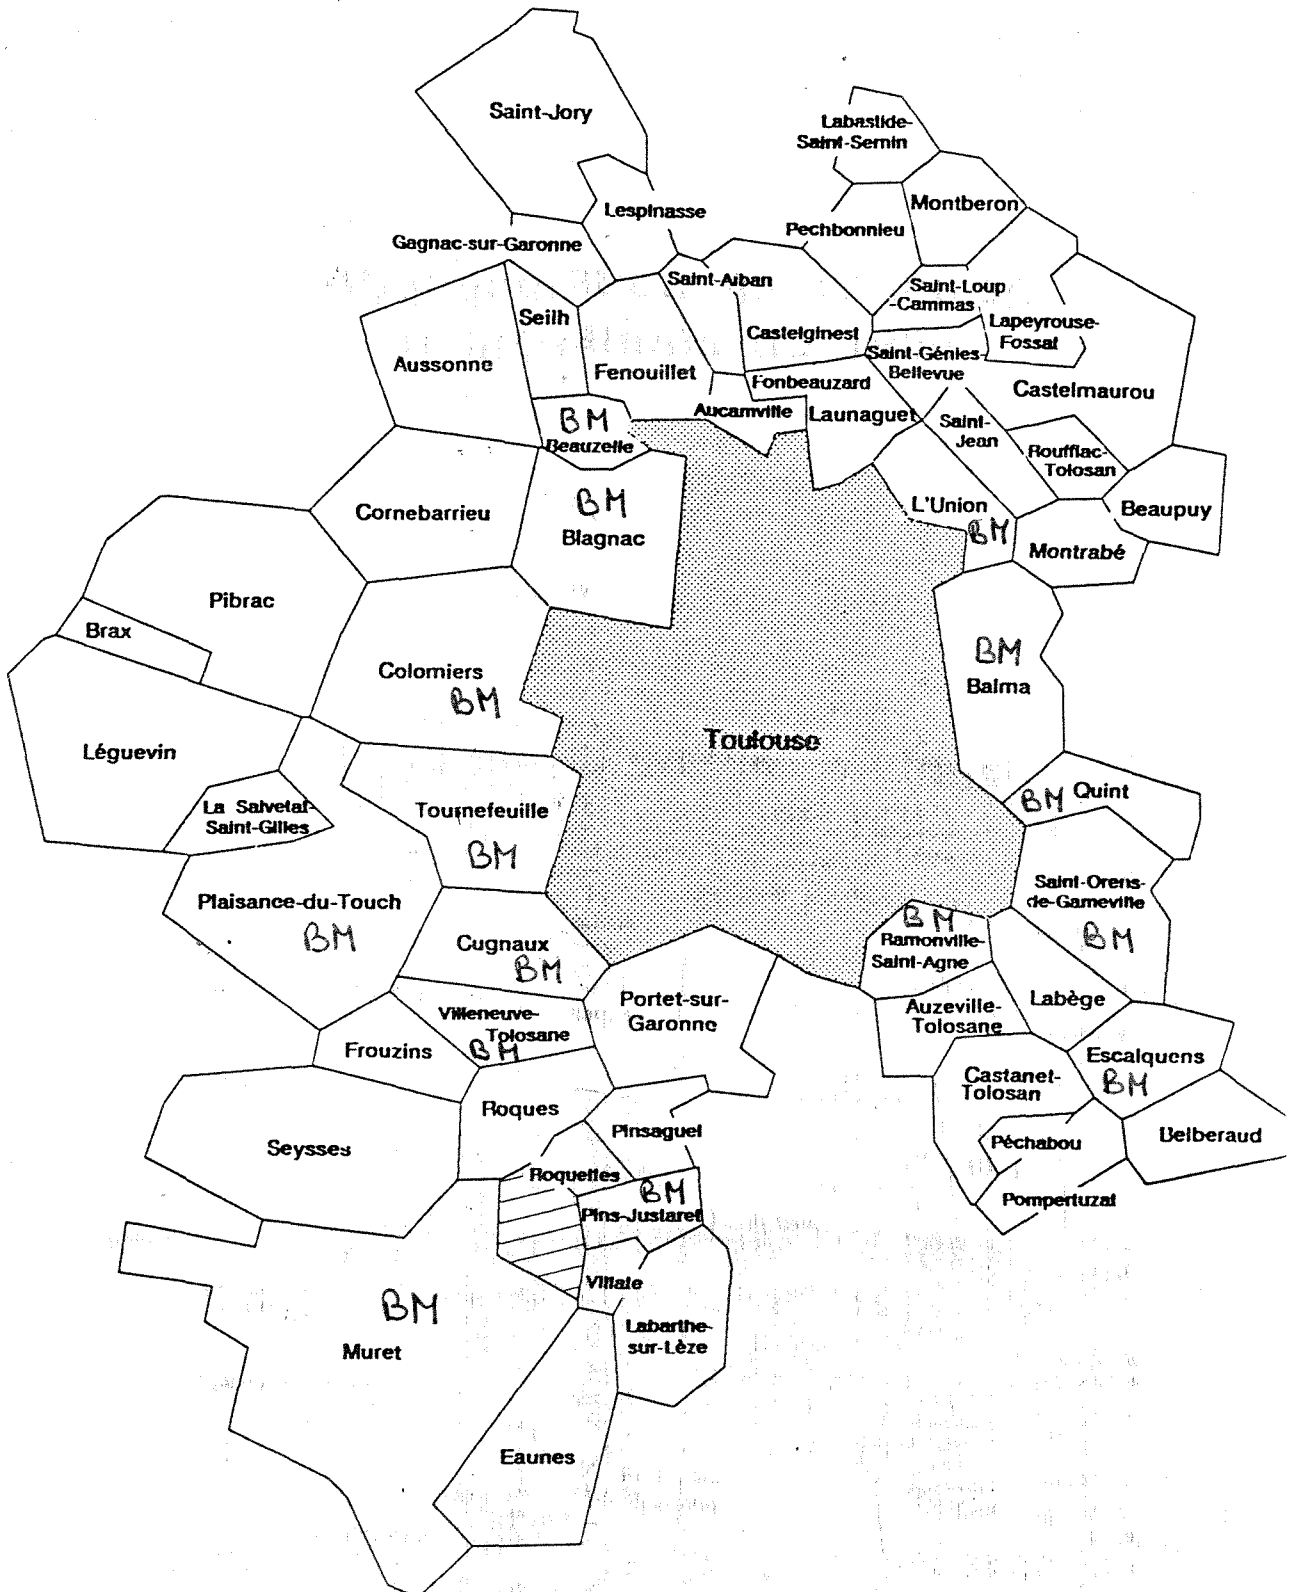 Saint-Jory
Labastide-
Saint-Sernin
Montberon
Lespinasse
Pechbonnieu
Gagnac-sur-Garonne
Saint-Alban
Saint-Loup
-Cammas
Seilh
Castelginest
Lapeyrouse-
Fossat
Aussonne
Fenouillet
Saint-Génies-
Bellevue
Fonbeauzard
Castelmaurou
BM
Beauzelle
Aucamville
Launaguet
Saint-
Jean
Rouffiac-
Tolosan
Cornebarrieu
BM
Blagnac
L'Union
BM
Beaupuy
Montrabé
Pibrac
Brax
Colomiers
BM
BM
Balma
Léguevin
Toulouse
La Salvetat-
Saint-Gilles
Tournefeuille
BM
BM Quint
Plaisance-du-Touch
BM
Saint-Orens-
de-Gameville
BM
Cugnaux
BM
BM
Ramonville-
Saint-Agne
Villeneuve-
Tolosane
BM
Portet-sur-
Garonne
Auzeville-
Tolosane
Labège
Frouzins
Escalquens
BM
Castanet-
Tolosan
Roques
Seysses
Pinsaguel
Péchabou
Belberaud
Roquettes
BM
Pins-Justaret
Pompertuzat
BM
Muret
Villate
Labarthe-
sur-Lèze
Eaunes